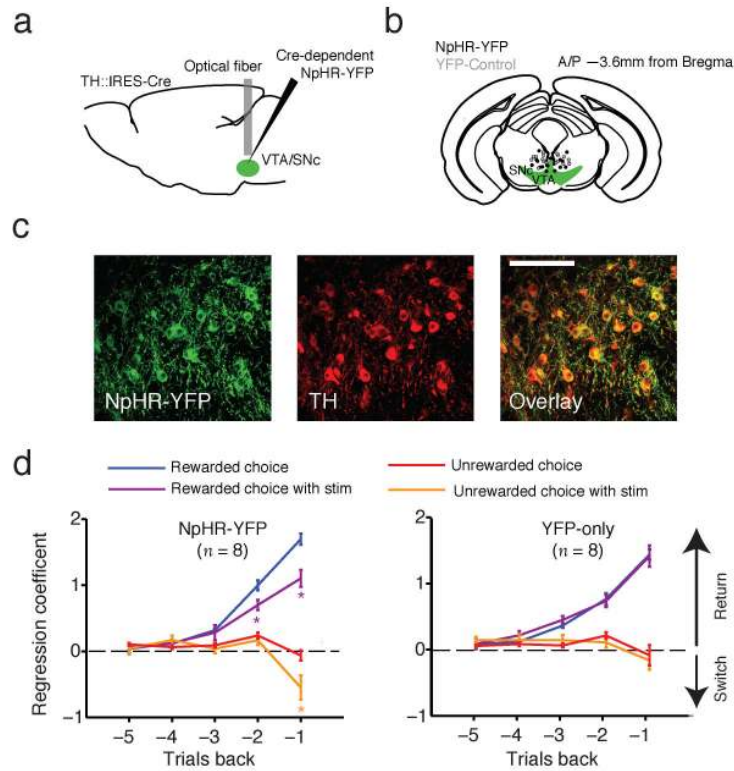 a
TH::IRES-Cre
Optical fiber
Cre-dependent
NpHR-YFP
VTA/SNc
b
NpHR-YFP
YFP-Control
A/P —3.6mm from Bregma
SNc
VTA
c
NpHR-YFP
TH
Overlay
d
Rewarded choice
Rewarded choice with stim
Unrewarded choice
Unrewarded choice with stim
NpHR-YFP
(n = 8)
Regression coefficent
2
1
0
−1
*
*
*
−5 −4 −3 −2 −1
Trials back
YFP-only
(n = 8)
2
1
0
−1
−5 −4 −3 −2 −1
Trials back
Return
Switch